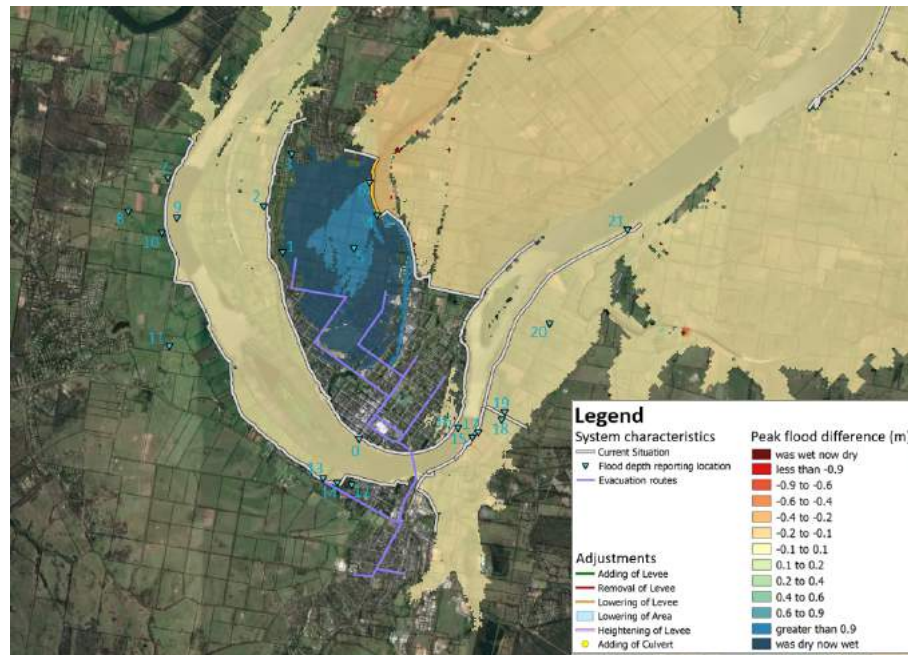 9
8
10
2
1
11
21
20
19
18
17
15
0
13
Legend
System characteristics
Current Situation
Flood depth reporting location
Evacuation routes
Adjustments
Adding of Levee
Removal of Levee
Lowering of Levee
Lowering of Area
Heightening of Levee
Adding of Culvert
Peak flood difference (m)
was wet now dry
less than -0.9
-0.9 to -0.6
-0.6 to -0.4
-0.4 to -0.2
-0.2 to -0.1
-0.1 to 0.1
0.1 to 0.2
0.2 to 0.4
0.4 to 0.6
0.6 to 0.9
greater than 0.9
was dry now wet